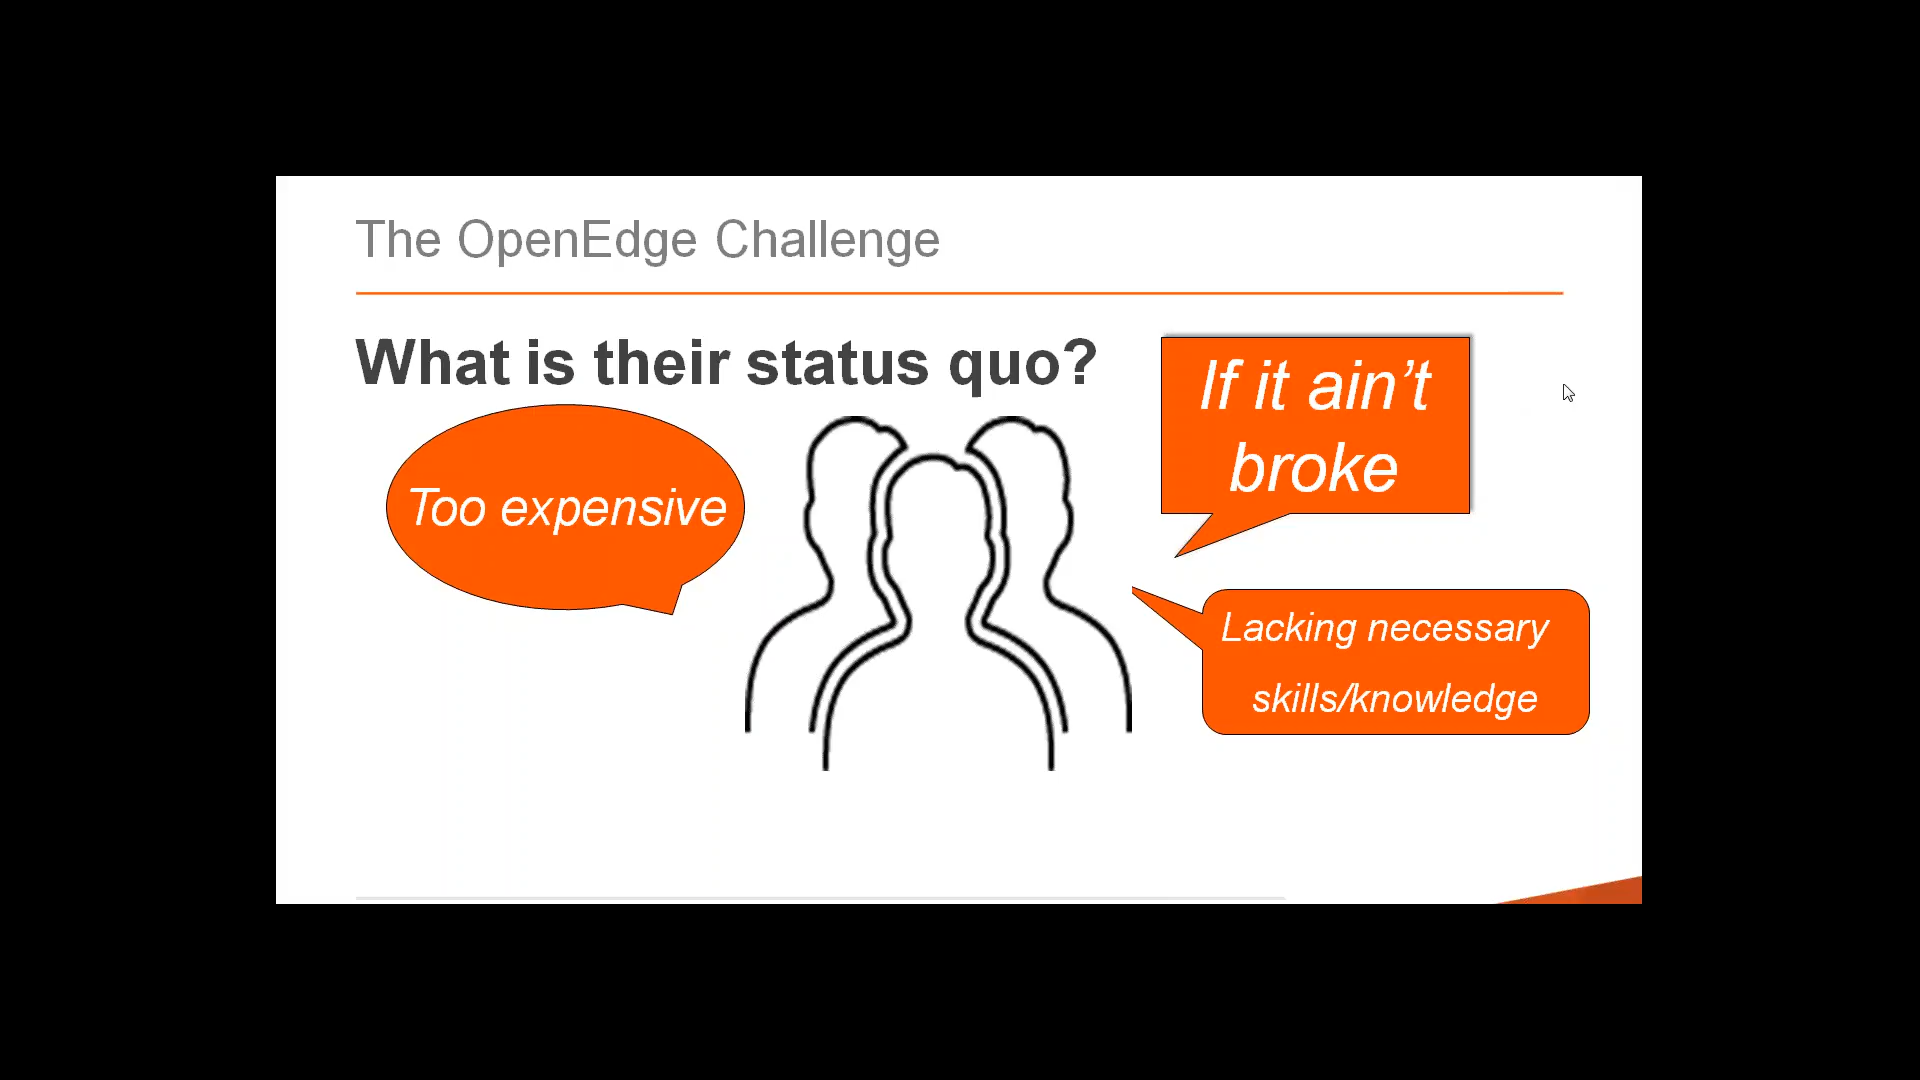 The OpenEdge Challenge
What is their status quo?
Too expensive
If it ain’t
broke
Lacking necessary
skills/knowledge